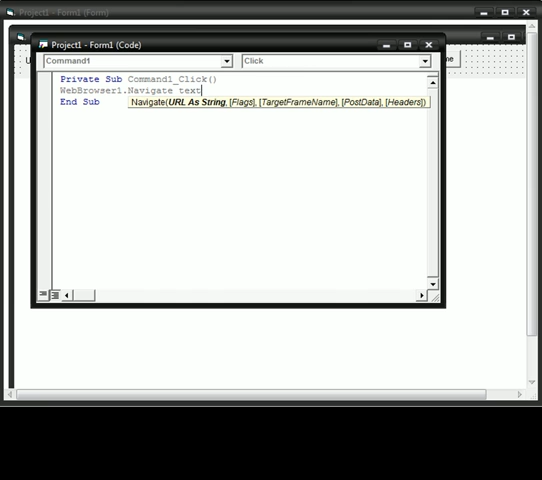 Project1 - Form1 (Form)
Project1 - Form1 (Code)
Command1
Click
Private Sub Command1_Click()
WebBrowser1.Navigate text
End Sub
Navigate(URL As String, [Flags], [TargetFrameName], [PostData], [Headers])